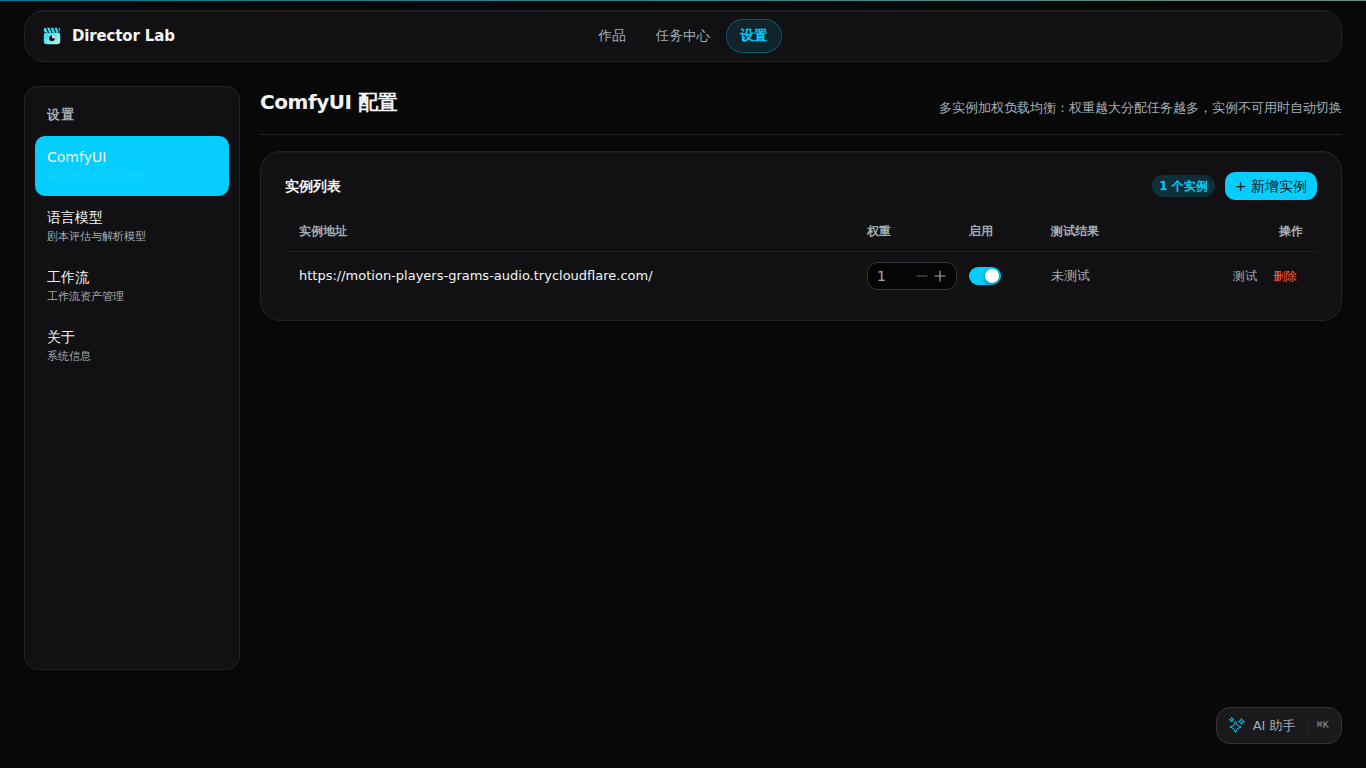 Director Lab
作品
任务中心
设置
设置
ComfyUI
语言模型
剧本评估与解析模型
工作流
工作流资产管理
关于
系统信息
ComfyUI 配置
多实例加权负载均衡：权重越大分配任务越多，实例不可用时自动切换
实例列表
1 个实例
+ 新增实例
实例地址
权重
启用
测试结果
操作
https://motion-players-grams-audio.trycloudflare.com/
1
未测试
测试
删除
AI 助手
⌘K